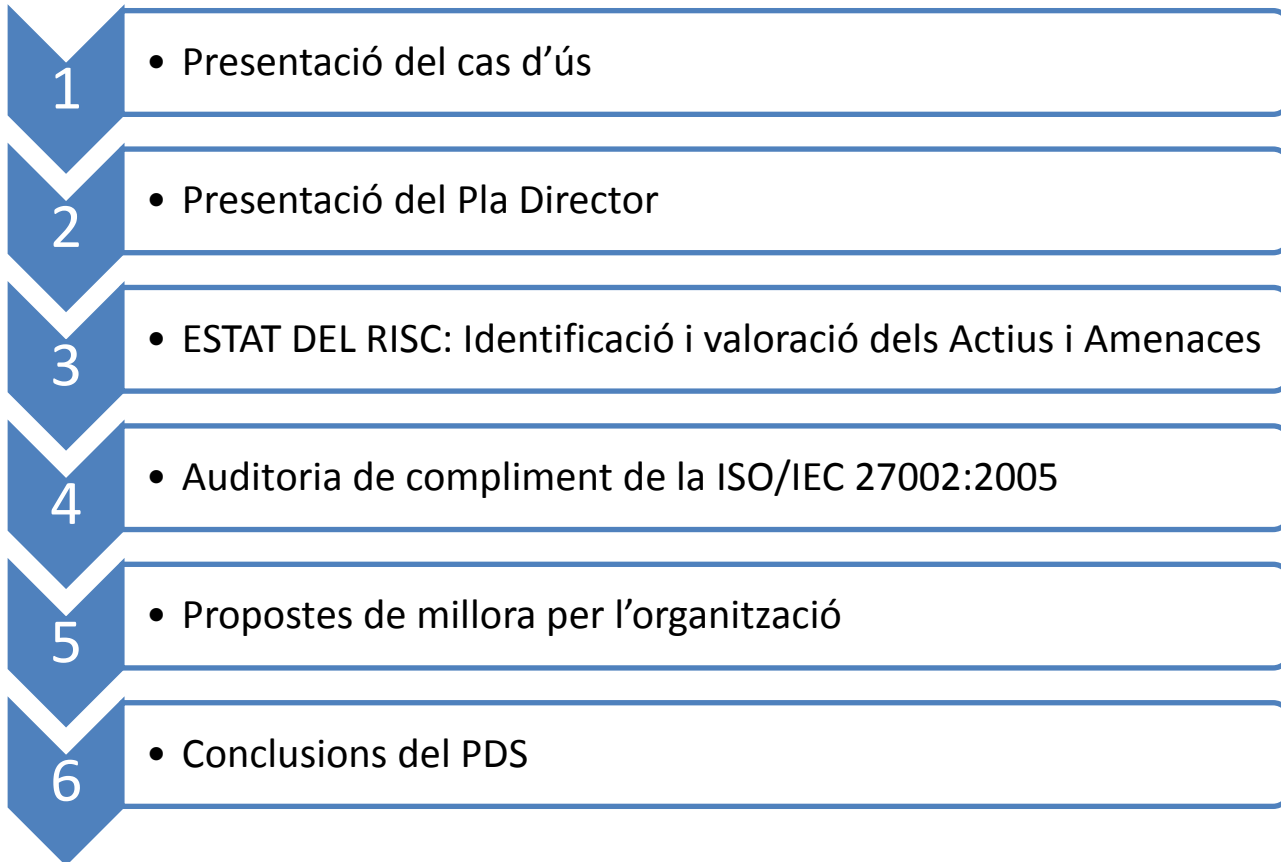 1
• Presentació del cas d’ús
2
• Presentació del Pla Director
3
• ESTAT DEL RISC: Identificació i valoració dels Actius i Amenaces
4
• Auditoria de compliment de la ISO/IEC 27002:2005
5
• Propostes de millora per l’organització
6
• Conclusions del PDS